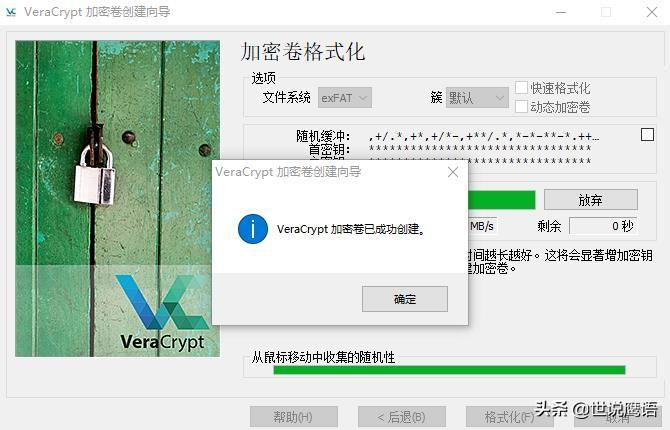 VeraCrypt 加密卷创建向导
加密卷格式化
选项
文件系统 exFAT 簇 默认
快速格式化
动态加密卷
随机缓冲： ,+/.*,+*,+/*-,+**/.*.*-*-**-*.++…
首密钥： ********************************
********************************
VeraCrypt 加密卷创建向导
VeraCrypt 加密卷已成功创建。
确定
放弃
MB/s 剩余 0 秒
时间越长越好。这将会显著增加密钥
建加密卷。
VeraCrypt
从鼠标移动中收集的随机性
帮助(H) < 后退(B) 格式化(F) 取消
头条 @世说鹰语